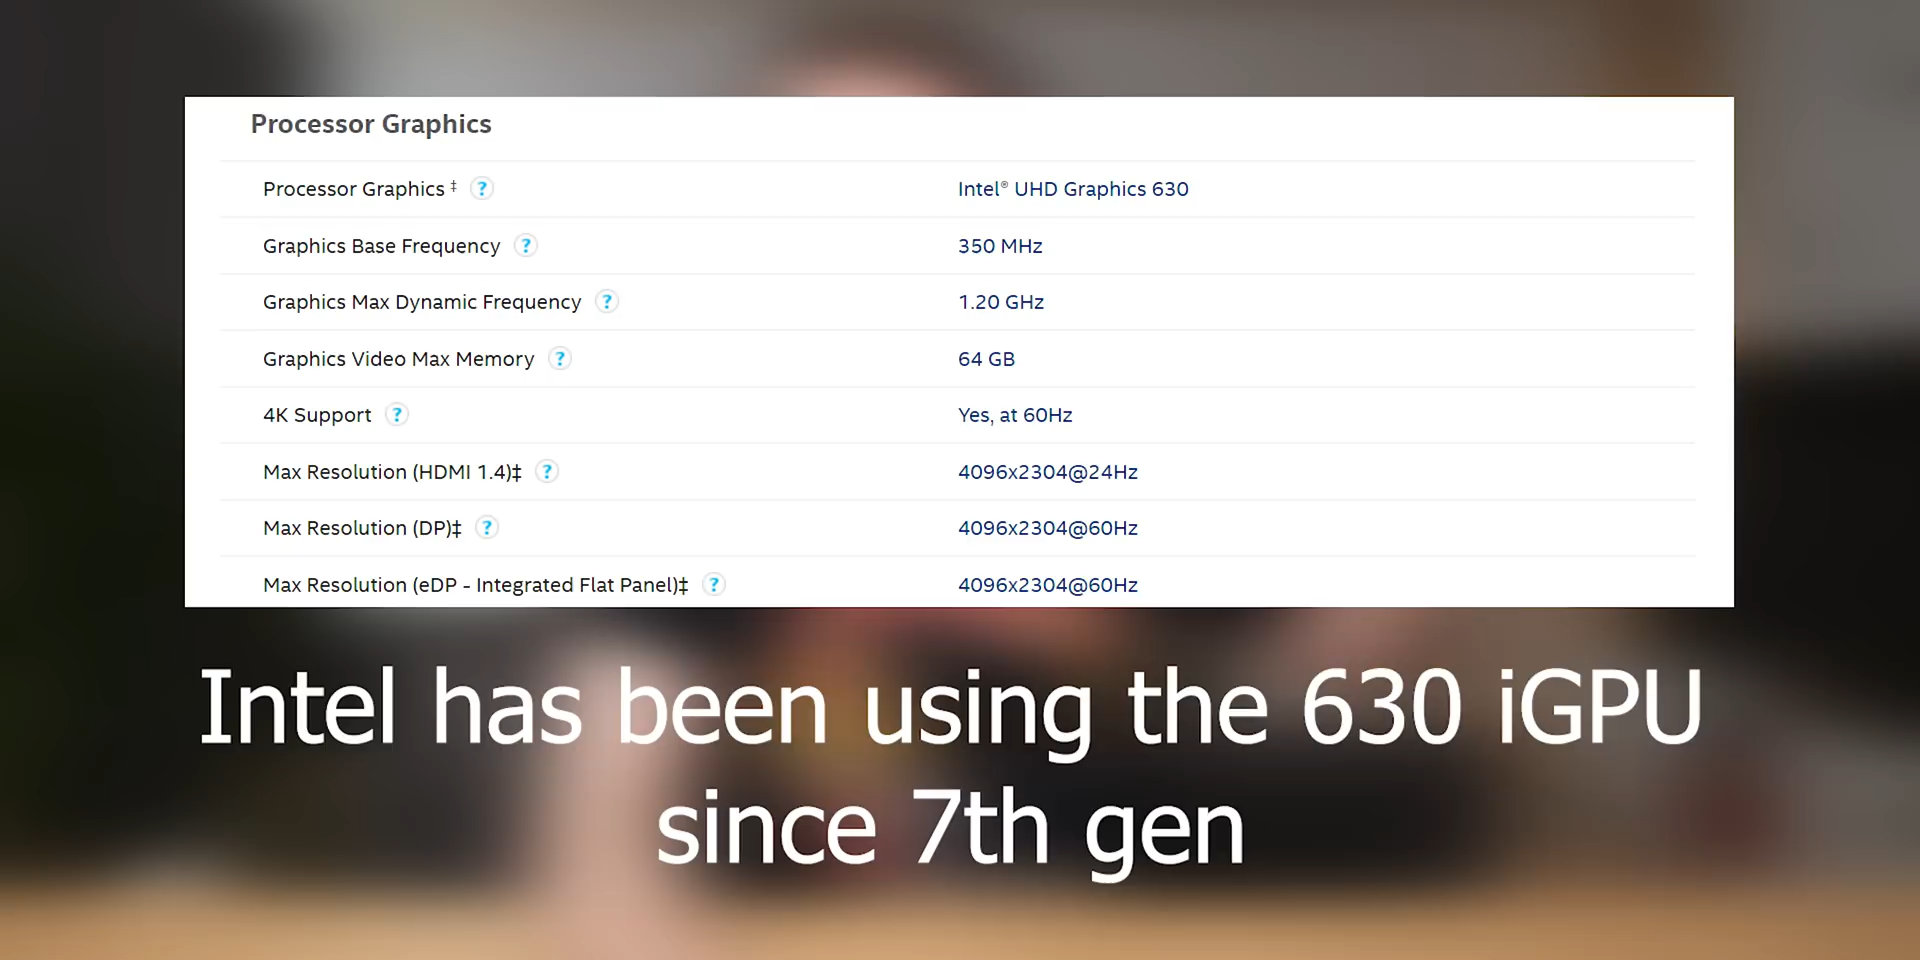 Processor Graphics
Processor Graphics ‡ ? Intel® UHD Graphics 630
Graphics Base Frequency ? 350 MHz
Graphics Max Dynamic Frequency ? 1.20 GHz
Graphics Video Max Memory ? 64 GB
4K Support ? Yes, at 60Hz
Max Resolution (HDMI 1.4)‡ ? 4096x2304@24Hz
Max Resolution (DP)‡ ? 4096x2304@60Hz
Max Resolution (eDP - Integrated Flat Panel)‡ ? 4096x2304@60Hz
Intel has been using the 630 iGPU
since 7th gen